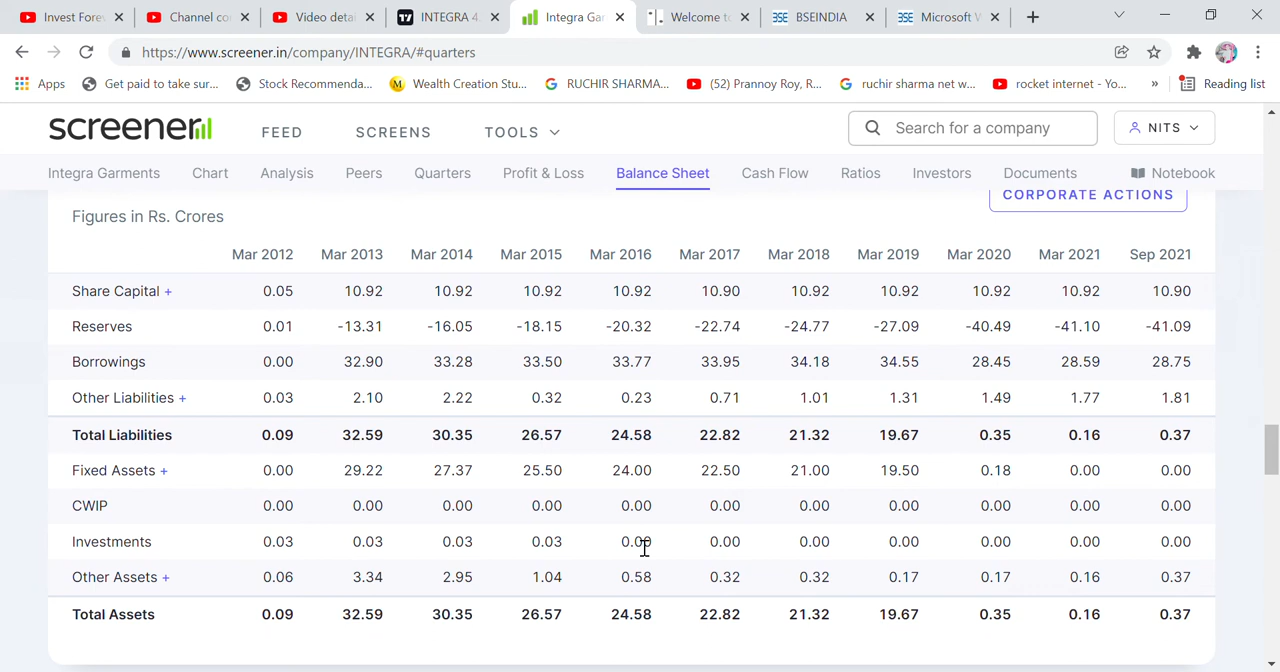 Invest Fore Channel co Video detai INTEGRA 4. Integra Gar Welcome to BSEINDIA Microsoft V
https://www.screener.in/company/INTEGRA/#quarters
Apps Get paid to take sur... Stock Recommenda... Wealth Creation Stu... RUCHIR SHARMA... (52) Prannoy Roy, R... ruchir sharma net w... rocket internet - Yo... » Reading list
screener FEED SCREENS TOOLS Search for a company NITS
Integra Garments Chart Analysis Peers Quarters Profit & Loss Balance Sheet Cash Flow Ratios Investors Documents Notebook
CORPORATE ACTIONS
Figures in Rs. Crores
Mar 2012 Mar 2013 Mar 2014 Mar 2015 Mar 2016 Mar 2017 Mar 2018 Mar 2019 Mar 2020 Mar 2021 Sep 2021
Share Capital + 0.05 10.92 10.92 10.92 10.92 10.90 10.92 10.92 10.92 10.92 10.90
Reserves 0.01 -13.31 -16.05 -18.15 -20.32 -22.74 -24.77 -27.09 -40.49 -41.10 -41.09
Borrowings 0.00 32.90 33.28 33.50 33.77 33.95 34.18 34.55 28.45 28.59 28.75
Other Liabilities + 0.03 2.10 2.22 0.32 0.23 0.71 1.01 1.31 1.49 1.77 1.81
Total Liabilities 0.09 32.59 30.35 26.57 24.58 22.82 21.32 19.67 0.35 0.16 0.37
Fixed Assets + 0.00 29.22 27.37 25.50 24.00 22.50 21.00 19.50 0.18 0.00 0.00
CWIP 0.00 0.00 0.00 0.00 0.00 0.00 0.00 0.00 0.00 0.00 0.00
Investments 0.03 0.03 0.03 0.03 0.00 0.00 0.00 0.00 0.00 0.00 0.00
Other Assets + 0.06 3.34 2.95 1.04 0.58 0.32 0.32 0.17 0.17 0.16 0.37
Total Assets 0.09 32.59 30.35 26.57 24.58 22.82 21.32 19.67 0.35 0.16 0.37